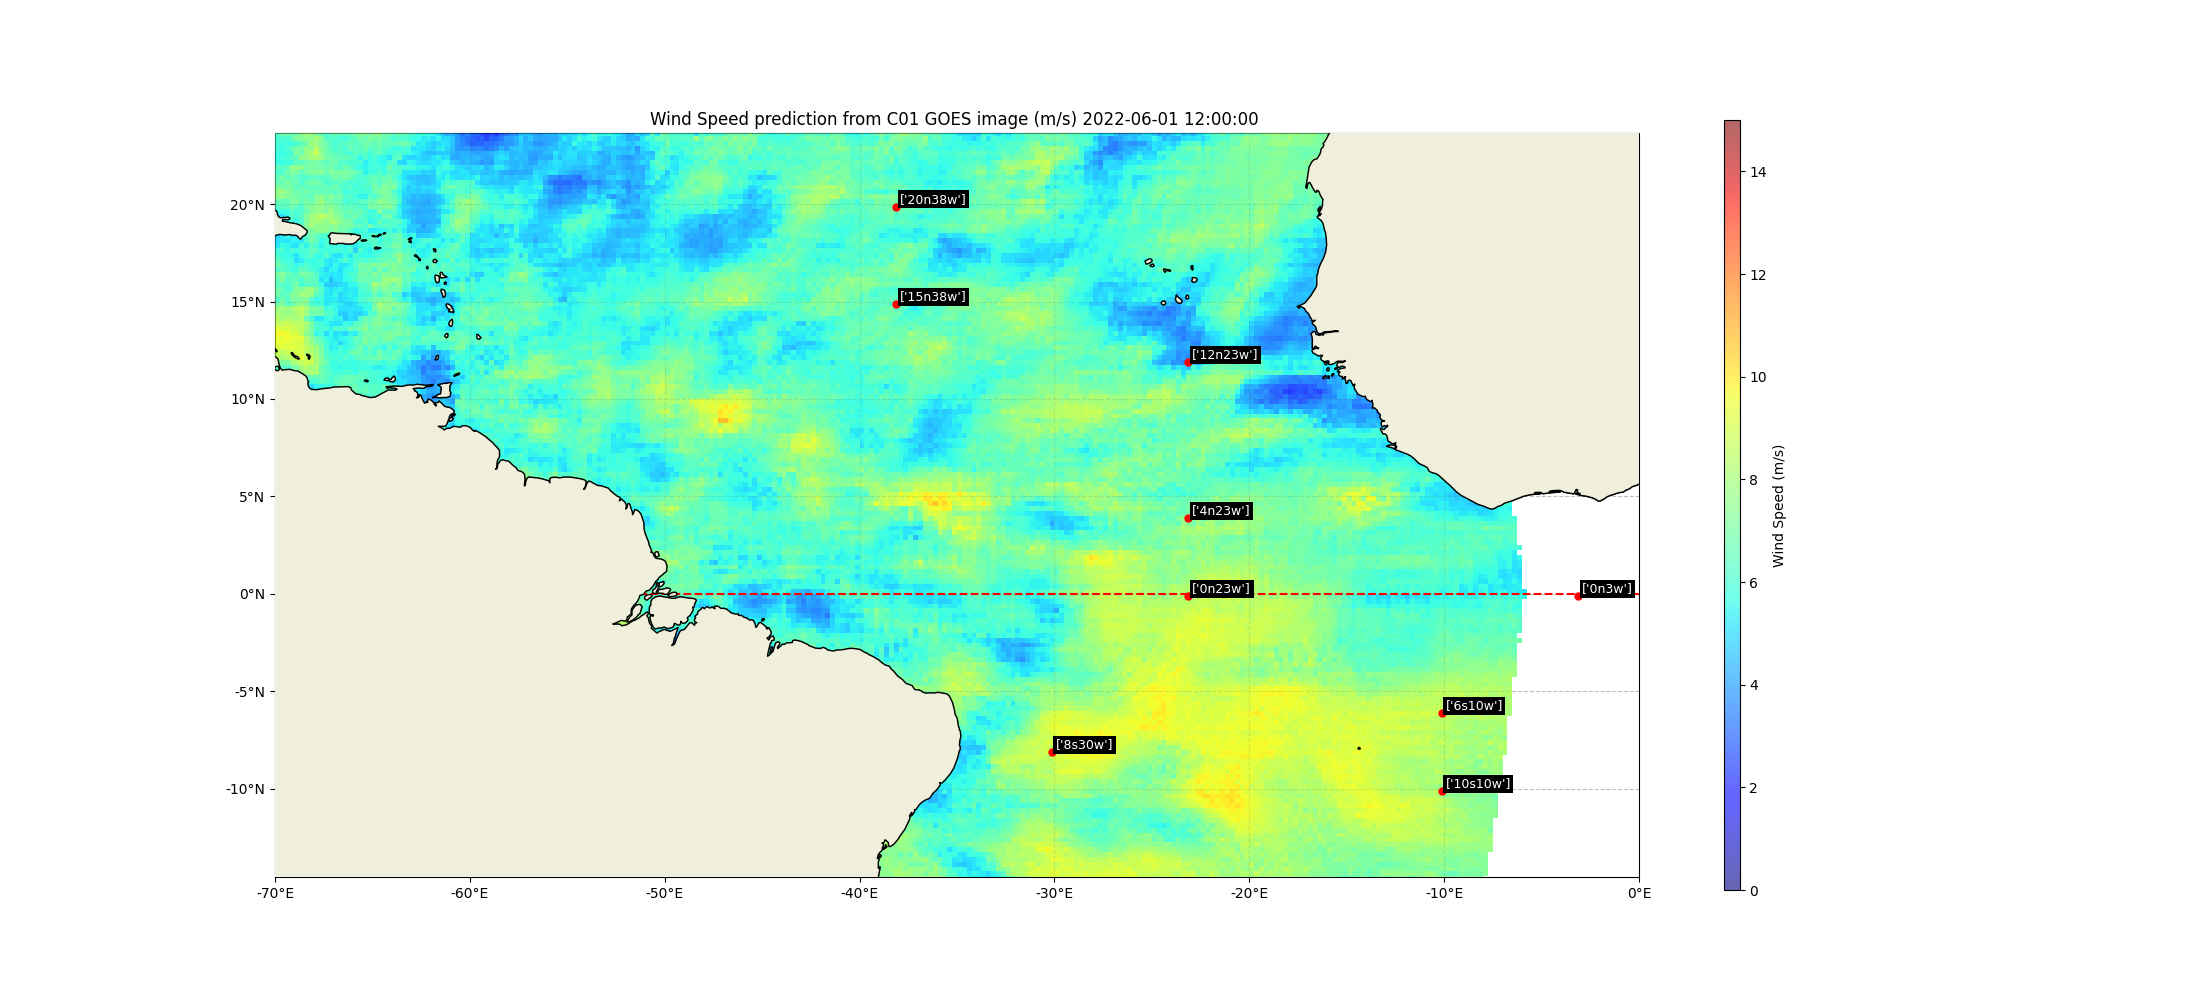 Wind Speed prediction from C01 GOES image (m/s) 2022-06-01 12:00:00
20°N
15°N
10°N
5°N
0°N
-5°N
-10°N
['20n38w']
['15n38w']
['12n23w']
['4n23w']
['0n23w']
['0n3w']
['6s10w']
['8s30w']
['10s10w']
-70°E
-60°E
-50°E
-40°E
-30°E
-20°E
-10°E
0°E
14
12
10
8
6
4
2
0
Wind Speed (m/s)